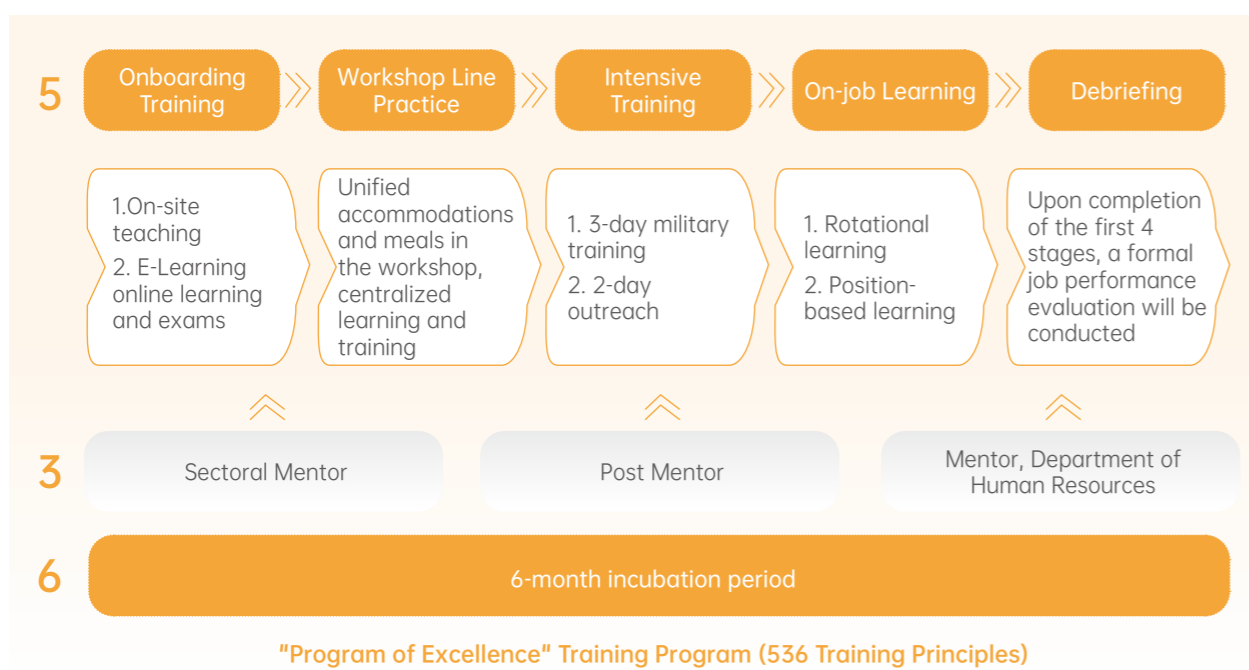 5
Onboarding
Training
Workshop Line
Practice
Intensive
Training
On-job Learning
Debriefing
1.On-site
teaching
2. E-Learning
online learning
and exams
Unified
accommodations
and meals in
the workshop,
centralized
learning and
training
1. 3-day military
training
2. 2-day
outreach
1. Rotational
learning
2. Position-
based learning
Upon completion
of the first 4
stages, a formal
job performance
evaluation will be
conducted
3
Sectoral Mentor
Post Mentor
Mentor, Department of
Human Resources
6
6-month incubation period
"Program of Excellence" Training Program (536 Training Principles)